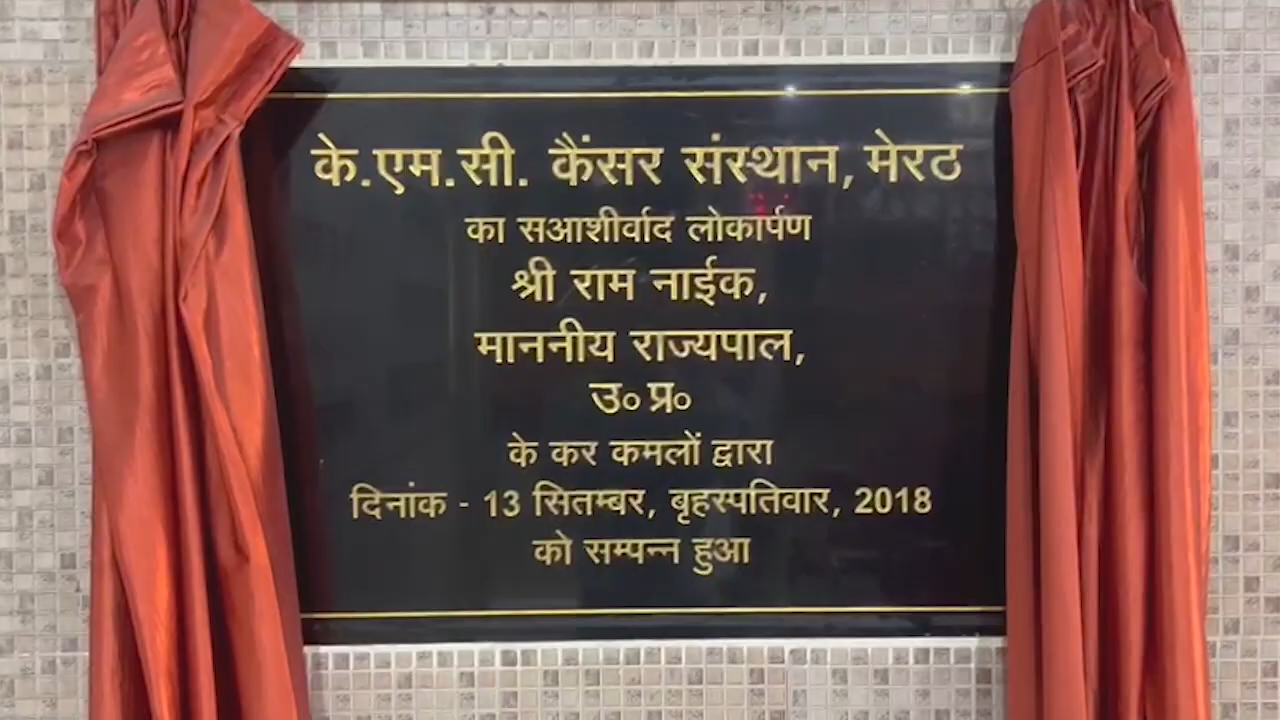 के.एम.सी. कैंसर संस्थान, मेरठ
का सआशीर्वाद लोकार्पण
श्री राम नाईक,
माननीय राज्यपाल,
उ० प्र०
के कर कमलों द्वारा
दिनांक - 13 सितम्बर, बृहस्पतिवार, 2018
को सम्पन्न हुआ